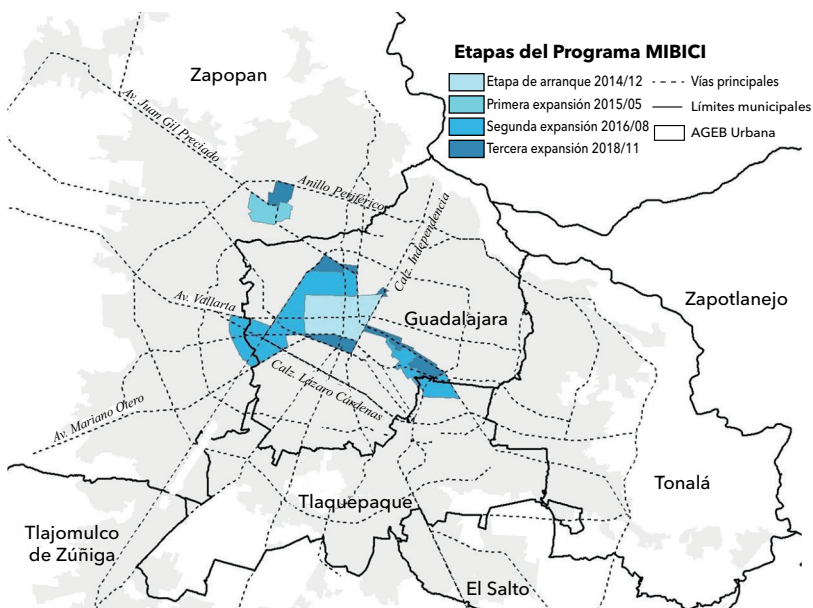 Etapas del Programa MIBICI
Etapa de arranque 2014/12
Primera expansión 2015/05
Segunda expansión 2016/08
Tercera expansión 2018/11
Vías principales
Límites municipales
AGEB Urbana
Zapopan
Av. Juan Gil Preciado
Anillo Periférico
Calz. Independencia
Av. Vallarta
Guadalajara
Zapotlanejo
Calz. Lázaro Cárdenas
Av. Mariano Otero
Tlaquepaque
Tonalá
Tlajomulco
de Zúñiga
El Salto